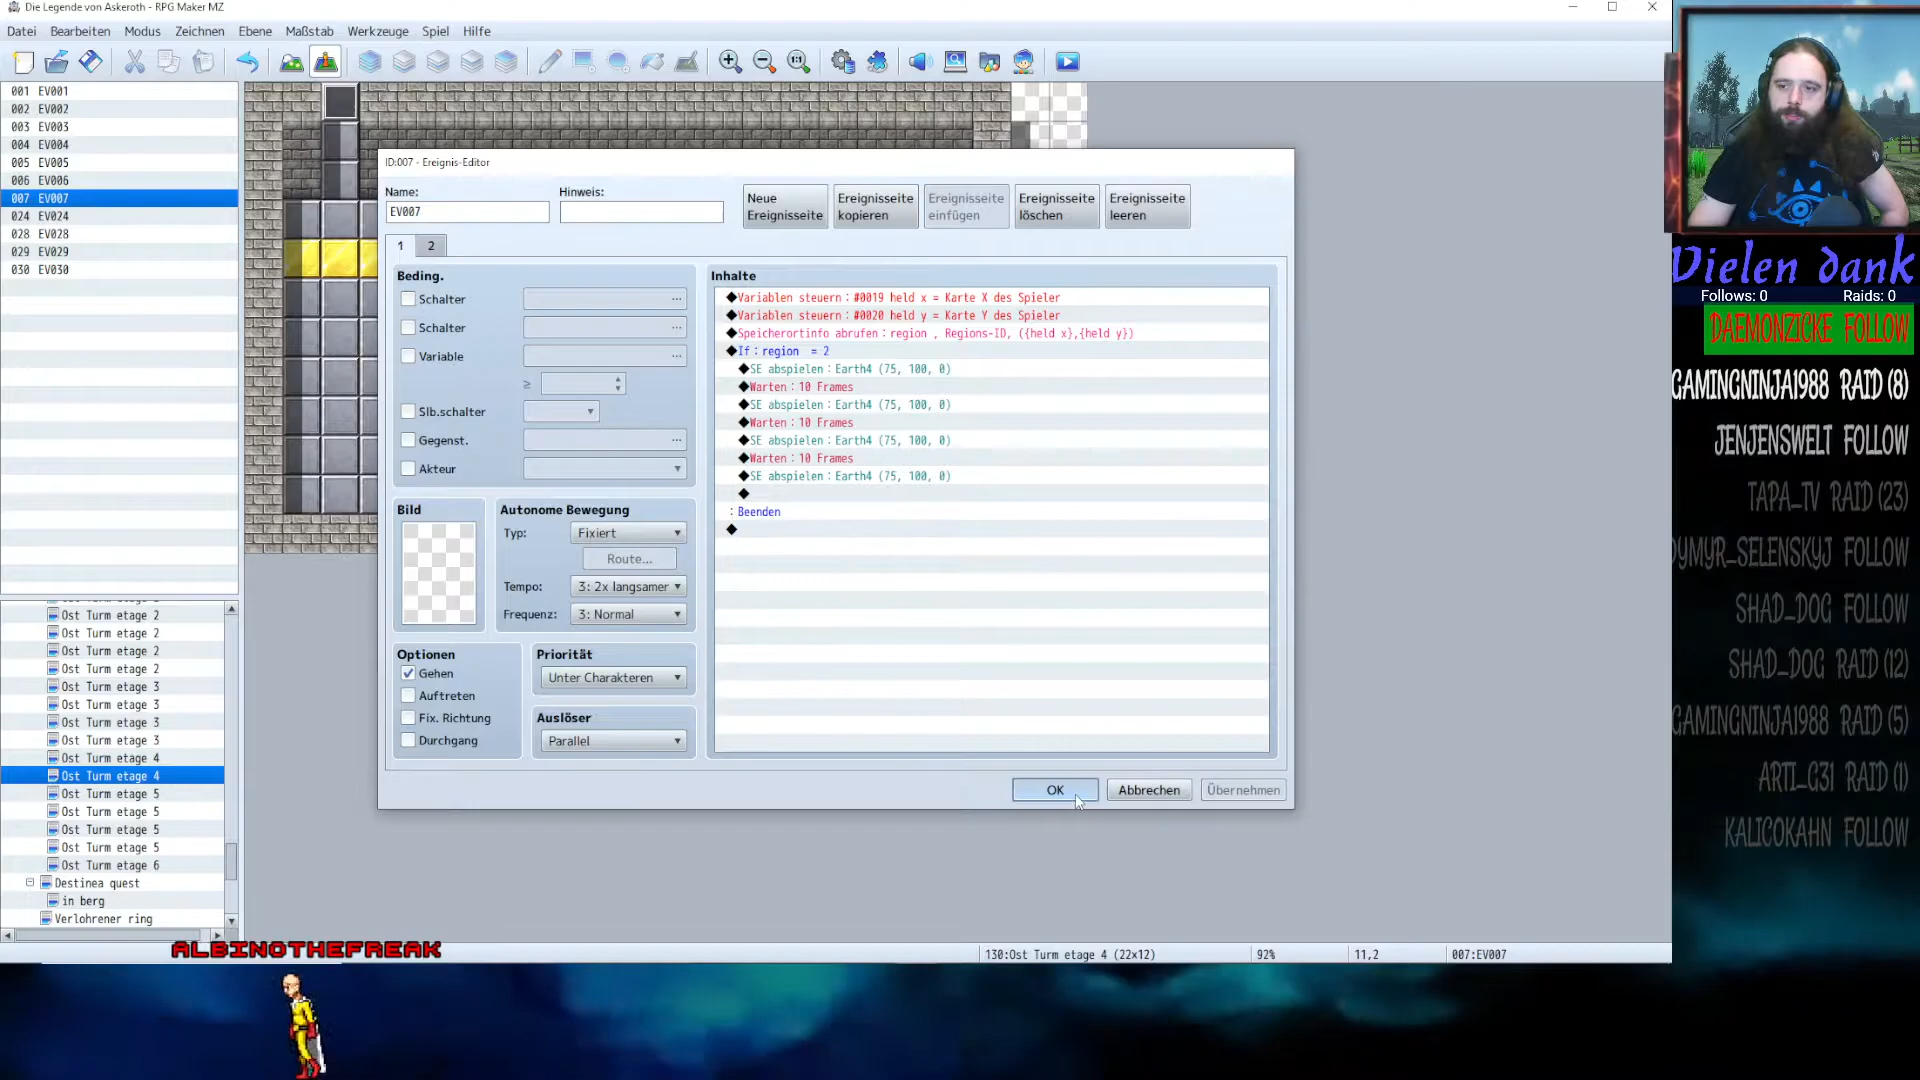 Die Legende von Askeroth - RPG Maker MZ
Datei Bearbeiten Modus Zeichnen Ebene Maßstab Werkzeuge Spiel Hilfe
001 EV001
002 EV002
003 EV003
004 EV004
005 EV005
006 EV006
007 EV007
024 EV024
028 EV028
029 EV029
030 EV030
Ost Turm etage 2
Ost Turm etage 2
Ost Turm etage 2
Ost Turm etage 2
Ost Turm etage 3
Ost Turm etage 3
Ost Turm etage 3
Ost Turm etage 3
Ost Turm etage 4
Ost Turm etage 4
Ost Turm etage 5
Ost Turm etage 5
Ost Turm etage 5
Ost Turm etage 5
Ost Turm etage 6
Destinea quest
in berg
Verlohrener ring
ID:007 - Ereignis-Editor
Name:
EV007
Hinweis:
Neue Ereignisseite
Ereignisseite kopieren
Ereignisseite einfügen
Ereignisseite löschen
Ereignisseite leeren
1 2
Beding.
Schalter ...
Schalter ...
Variable ...
≥
Slb.schalter
Gegenst. ...
Akteur
Bild
Autonome Bewegung
Typ: Fixiert
Route...
Tempo: 3: 2x langsamer
Frequenz: 3: Normal
Optionen
Gehen
Auftreten
Fix. Richtung
Durchgang
Priorität
Unter Charakteren
Auslöser
Parallel
Inhalte
◆Variablen steuern：#0019 held x = Karte X des Spieler
◆Variablen steuern：#0020 held y = Karte Y des Spieler
◆Speicherortinfo abrufen：region , Regions-ID, ({held x},{held y})
◆If：region = 2
◆SE abspielen：Earth4 (75, 100, 0)
◆Warten：10 Frames
◆SE abspielen：Earth4 (75, 100, 0)
◆Warten：10 Frames
◆SE abspielen：Earth4 (75, 100, 0)
◆Warten：10 Frames
◆SE abspielen：Earth4 (75, 100, 0)
◆
：Beenden
◆
OK Abbrechen Übernehmen
130:Ost Turm etage 4 (22x12) 92% 11,2 007:EV007
ALBINOTHEFREAK
Vielen dank
Follows: 0 Raids: 0
DAEMONZICKE FOLLOW
GAMINGNINJA1988 RAID (8)
JENJENSWELT FOLLOW
TAPA_TV RAID (23)
DYMYR_SELENSKYJ FOLLOW
SHAD_DOG FOLLOW
SHAD_DOG RAID (12)
GAMINGNINJA1988 RAID (5)
ARTI_G31 RAID (1)
KALICOKAHN FOLLOW